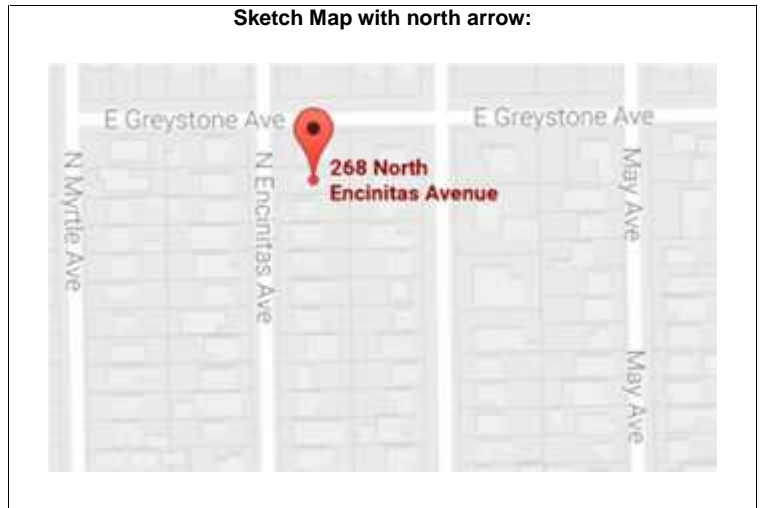 Sketch Map with north arrow:
E Greystone Ave
E Greystone Ave
268 North
Encinitas Avenue
N Myrtle Ave
N Encinitas Ave
May Ave
May Ave